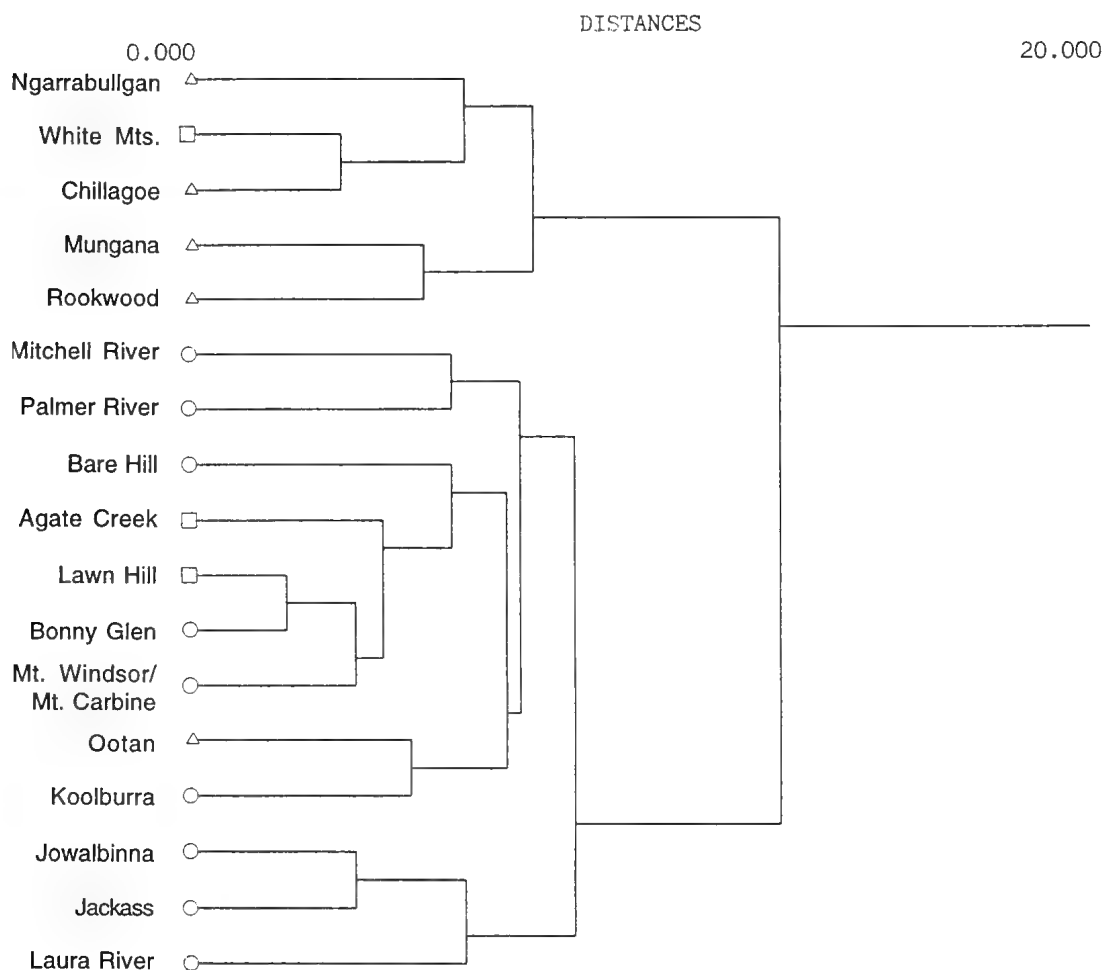 DISTANCES
0.000 20.000
Ngarrabullgan
White Mts.
Chillagoe
Mungana
Rookwood
Mitchell River
Palmer River
Bare Hill
Agate Creek
Lawn Hill
Bonny Glen
Mt. Windsor/
Mt. Carbine
Ootan
Koolburra
Jowalbinna
Jackass
Laura River